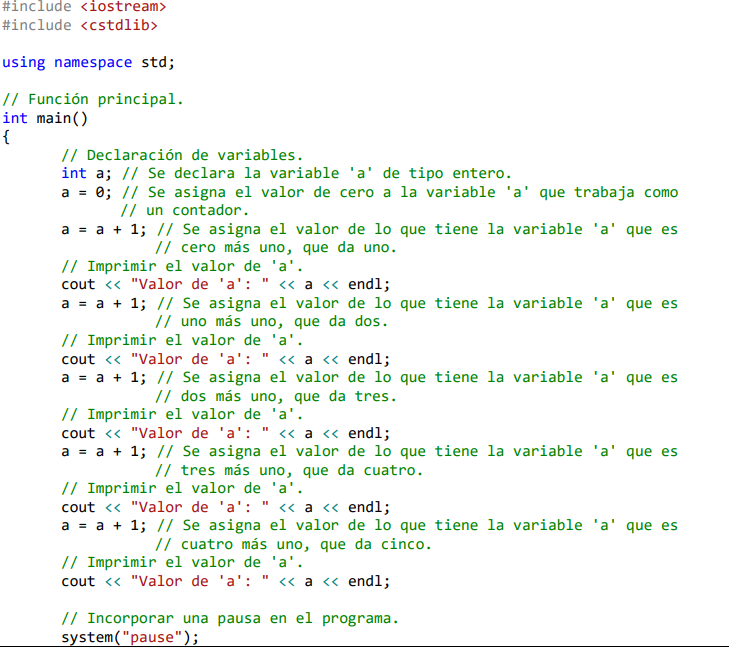 #include <iostream>
#include <cstdlib>
using namespace std;
// Función principal.
int main()
{
// Declaración de variables.
int a; // Se declara la variable 'a' de tipo entero.
a = 0; // Se asigna el valor de cero a la variable 'a' que trabaja como
// un contador.
a = a + 1; // Se asigna el valor de lo que tiene la variable 'a' que es
// cero más uno, que da uno.
// Imprimir el valor de 'a'.
cout << "Valor de 'a': " << a << endl;
a = a + 1; // Se asigna el valor de lo que tiene la variable 'a' que es
// uno más uno, que da dos.
// Imprimir el valor de 'a'.
cout << "Valor de 'a': " << a << endl;
a = a + 1; // Se asigna el valor de lo que tiene la variable 'a' que es
// dos más uno, que da tres.
// Imprimir el valor de 'a'.
cout << "Valor de 'a': " << a << endl;
a = a + 1; // Se asigna el valor de lo que tiene la variable 'a' que es
// tres más uno, que da cuatro.
// Imprimir el valor de 'a'.
cout << "Valor de 'a': " << a << endl;
a = a + 1; // Se asigna el valor de lo que tiene la variable 'a' que es
// cuatro más uno, que da cinco.
// Imprimir el valor de 'a'.
cout << "Valor de 'a': " << a << endl;
// Incorporar una pausa en el programa.
system("pause");